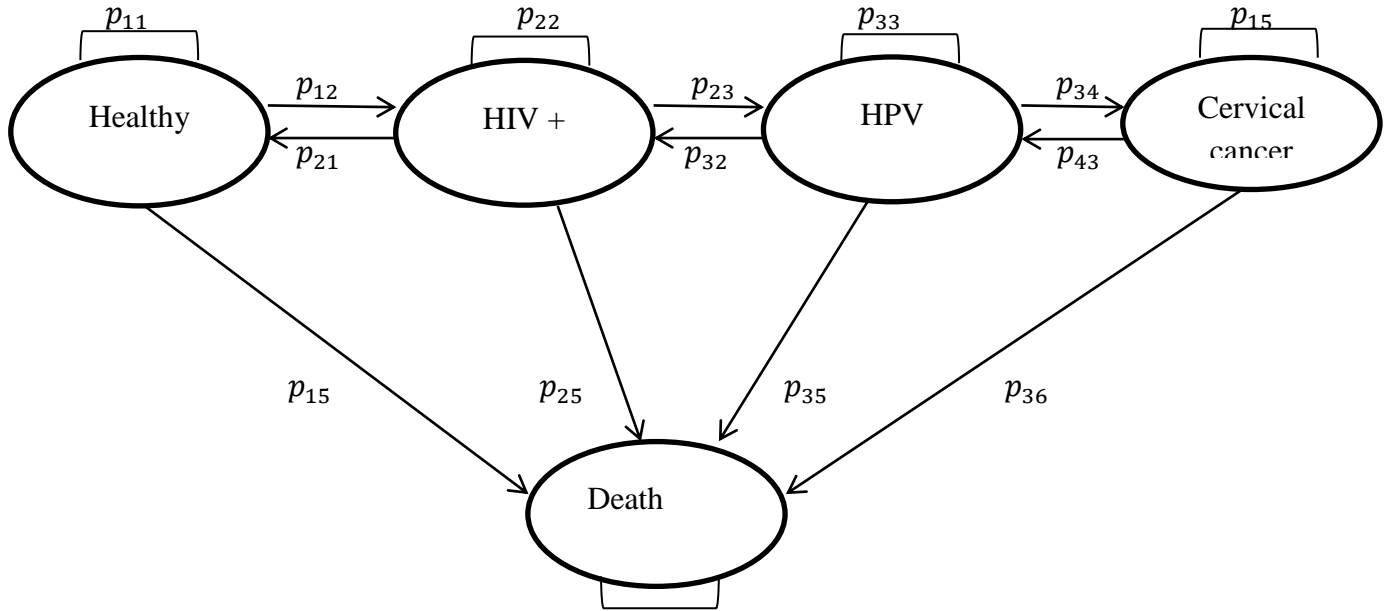 p₁₁
p₂₂
p₃₃
p₁₅
Healthy
p₁₂
HIV +
p₂₃
HPV
p₃₄
Cervical
cancer
p₂₁
p₃₂
p₄₃
p₁₅
p₂₅
p₃₅
p₃₆
Death